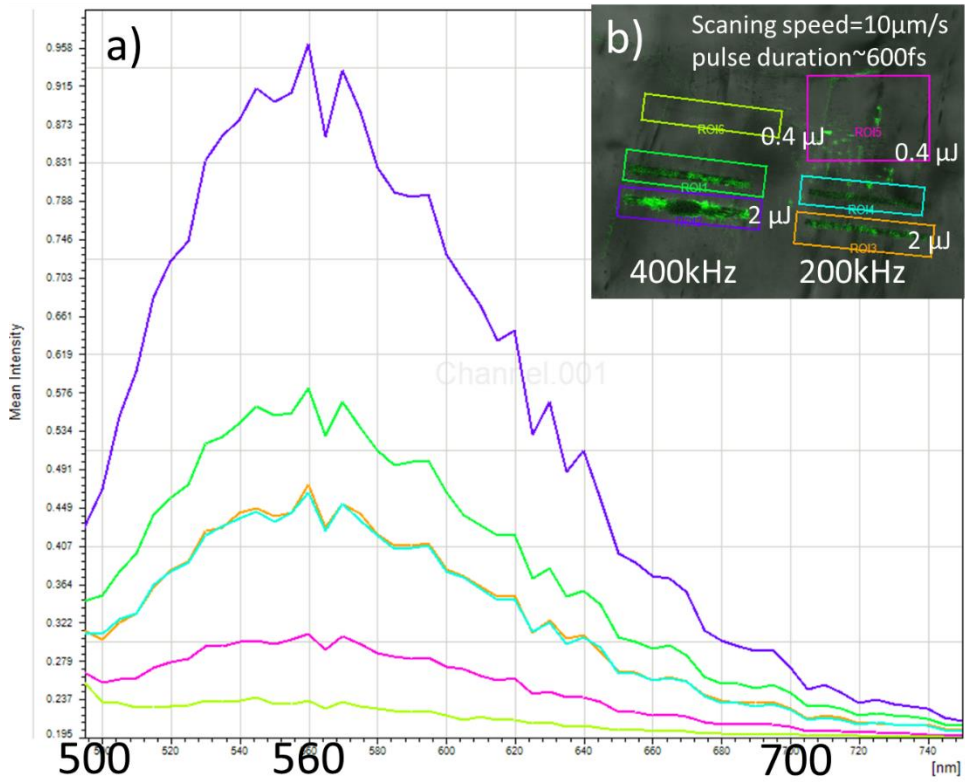 a)
b)
Scaning speed=10μm/s
pulse duration~600fs
ROI6
0.4 μJ
ROI5
0.4 μJ
ROI1
ROI4
2 μJ
ROI3
2 μJ
400kHz
200kHz
Channel.001
Mean Intensity
0.958
0.915
0.873
0.831
0.788
0.746
0.703
0.661
0.619
0.576
0.534
0.491
0.449
0.407
0.364
0.322
0.279
0.237
0.195
520
540
580
600
620
640
660
680
720
740
500
560
700
[nm]